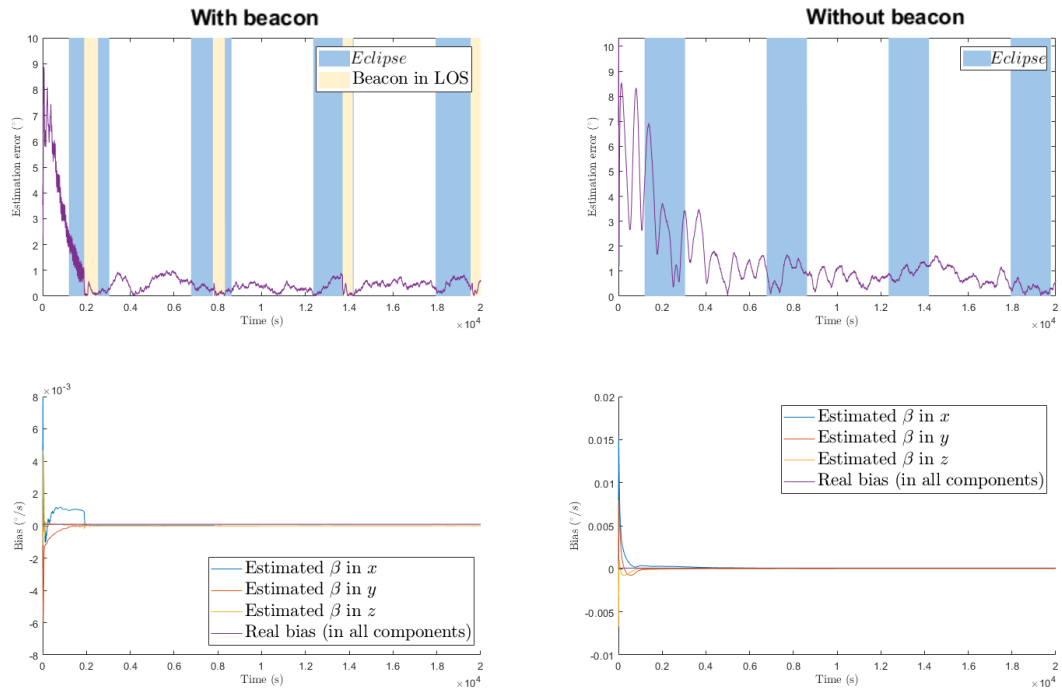 With beacon
Without beacon
10
9
8
7
6
5
4
3
2
1
0
Estimation error (°)
Eclipse
Beacon in LOS
0 0.2 0.4 0.6 0.8 1 1.2 1.4 1.6 1.8 2
Time (s)
×10⁴
10
9
8
7
6
5
4
3
2
1
0
Estimation error (°)
Eclipse
0 0.2 0.4 0.6 0.8 1 1.2 1.4 1.6 1.8 2
Time (s)
×10⁴
×10⁻³
8
6
4
2
0
-2
-4
-6
-8
Bias (°/s)
Estimated β in x
Estimated β in y
Estimated β in z
Real bias (in all components)
0 0.2 0.4 0.6 0.8 1 1.2 1.4 1.6 1.8 2
Time (s)
×10⁴
0.02
0.015
0.01
0.005
0
-0.005
-0.01
Bias (°/s)
Estimated β in x
Estimated β in y
Estimated β in z
Real bias (in all components)
0 0.2 0.4 0.6 0.8 1 1.2 1.4 1.6 1.8 2
Time (s)
×10⁴